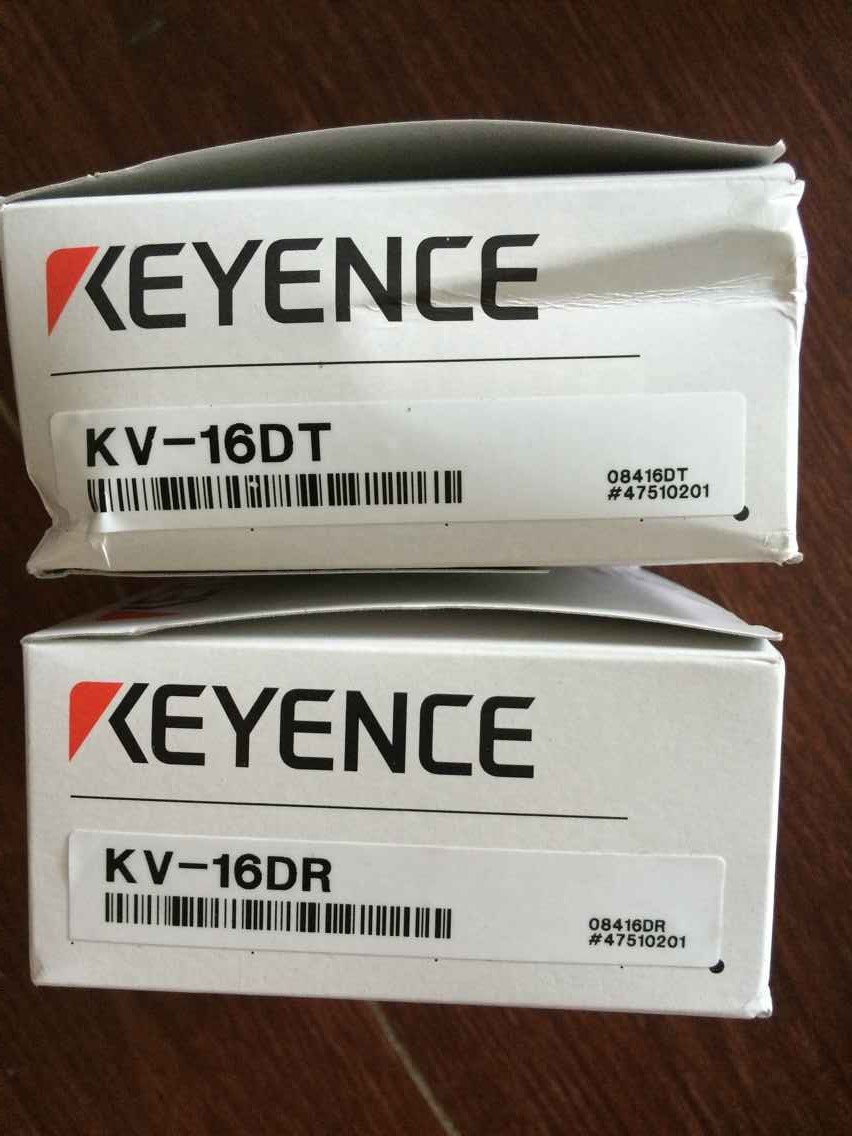 KEYENCE
KV-16DT
08416DT
#47510201
KEYENCE
KV-16DR
08416DR
#47510201